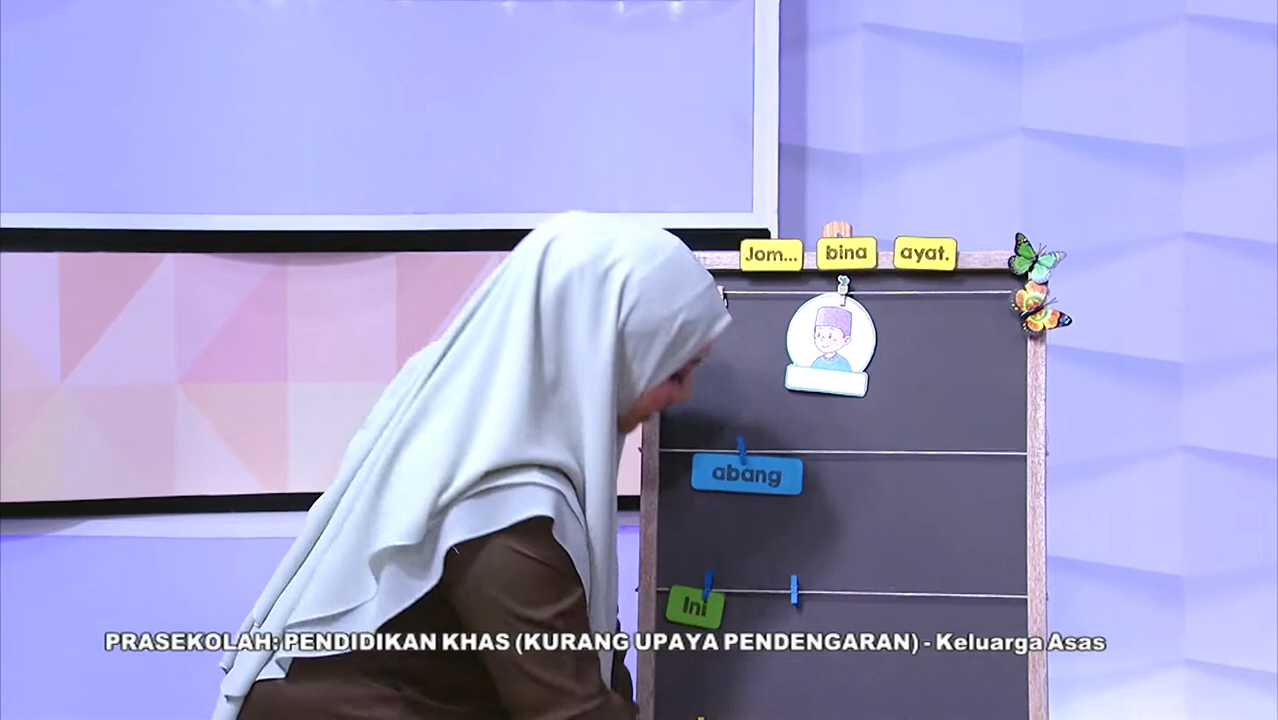 Jom... bina ayat.
abang
Ini
PRASEKOLAH: PENDIDIKAN KHAS (KURANG UPAYA PENDENGARAN) - Keluarga Asas